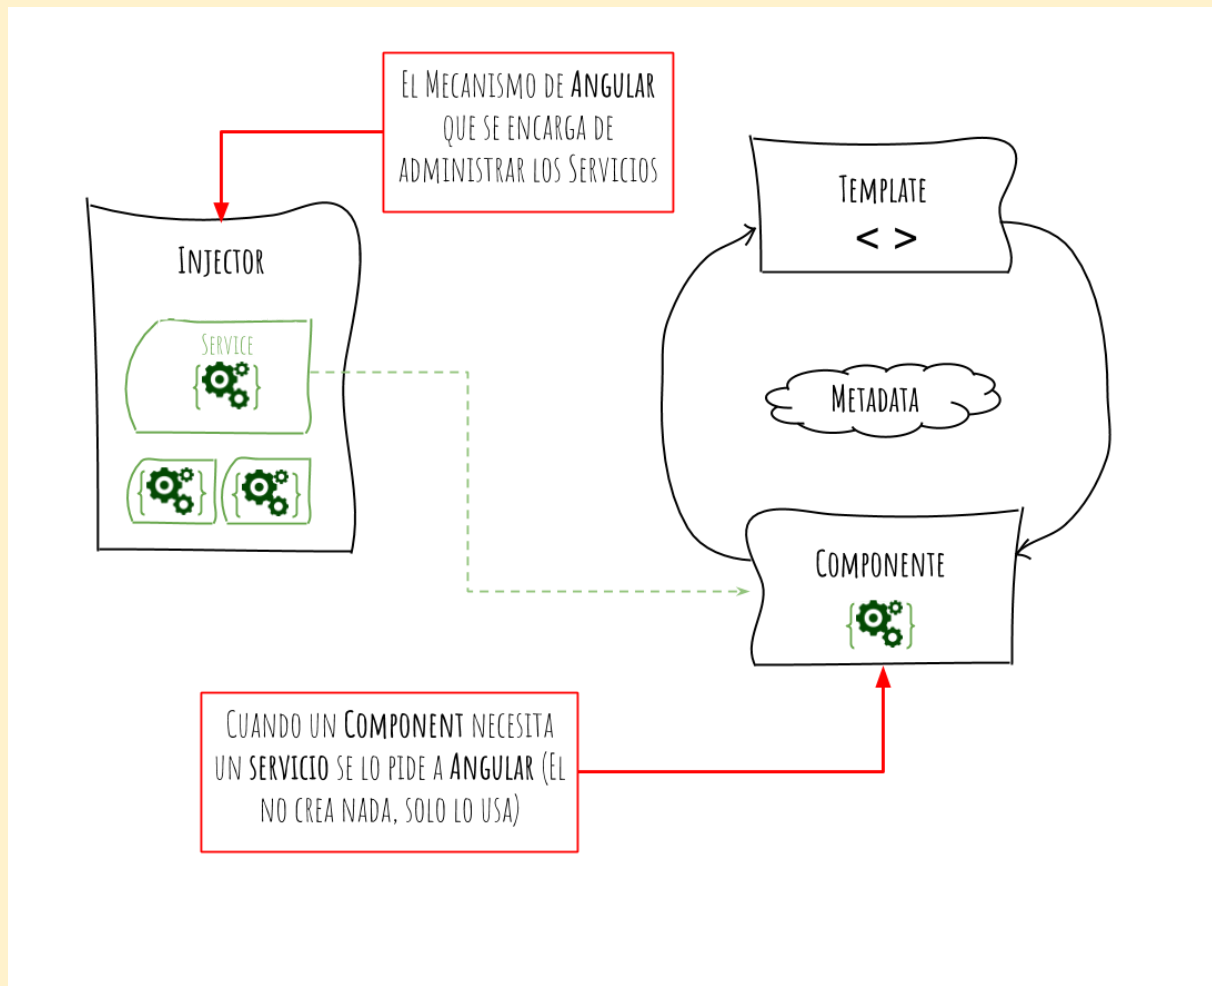 El Mecanismo de Angular
que se encarga de
administrar los Servicios
Template
< >
Injector
Service
{ }
{ } { }
Metadata
Componente
{ }
Cuando un Component necesita
un servicio se lo pide a Angular (El
no crea nada, solo lo usa)